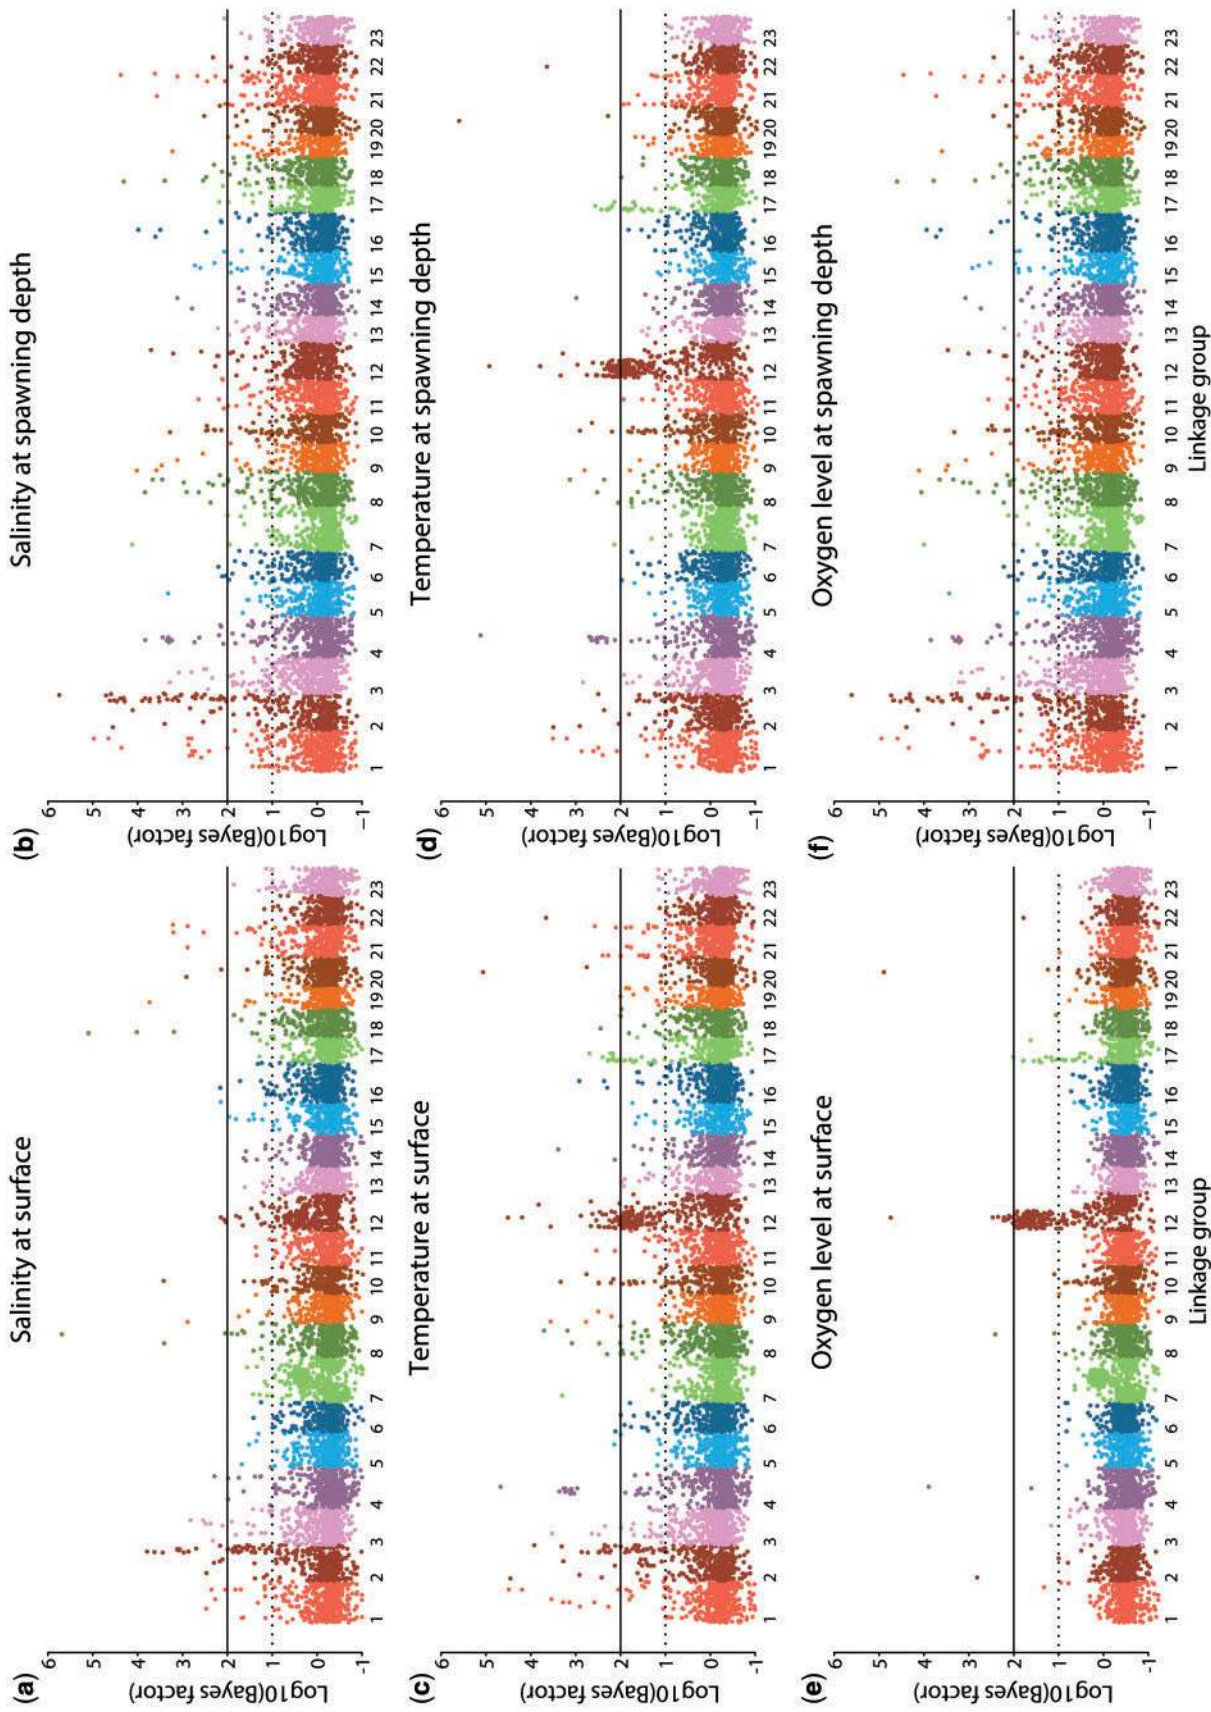 (a)
Salinity at surface
Log10(Bayes factor)
6
5
4
3
2
1
0
-1
1 2 3 4 5 6 7 8 9 10 11 12 13 14 15 16 17 18 19 20 21 22 23
(b)
Salinity at spawning depth
Log10(Bayes factor)
6
5
4
3
2
1
0
-1
1 2 3 4 5 6 7 8 9 10 11 12 13 14 15 16 17 18 19 20 21 22 23
(c)
Temperature at surface
Log10(Bayes factor)
6
5
4
3
2
1
0
-1
1 2 3 4 5 6 7 8 9 10 11 12 13 14 15 16 17 18 19 20 21 22 23
(d)
Temperature at spawning depth
Log10(Bayes factor)
6
5
4
3
2
1
0
-1
1 2 3 4 5 6 7 8 9 10 11 12 13 14 15 16 17 18 19 20 21 22 23
(e)
Oxygen level at surface
Log10(Bayes factor)
6
5
4
3
2
1
0
-1
1 2 3 4 5 6 7 8 9 10 11 12 13 14 15 16 17 18 19 20 21 22 23
Linkage group
(f)
Oxygen level at spawning depth
Log10(Bayes factor)
6
5
4
3
2
1
0
-1
1 2 3 4 5 6 7 8 9 10 11 12 13 14 15 16 17 18 19 20 21 22 23
Linkage group